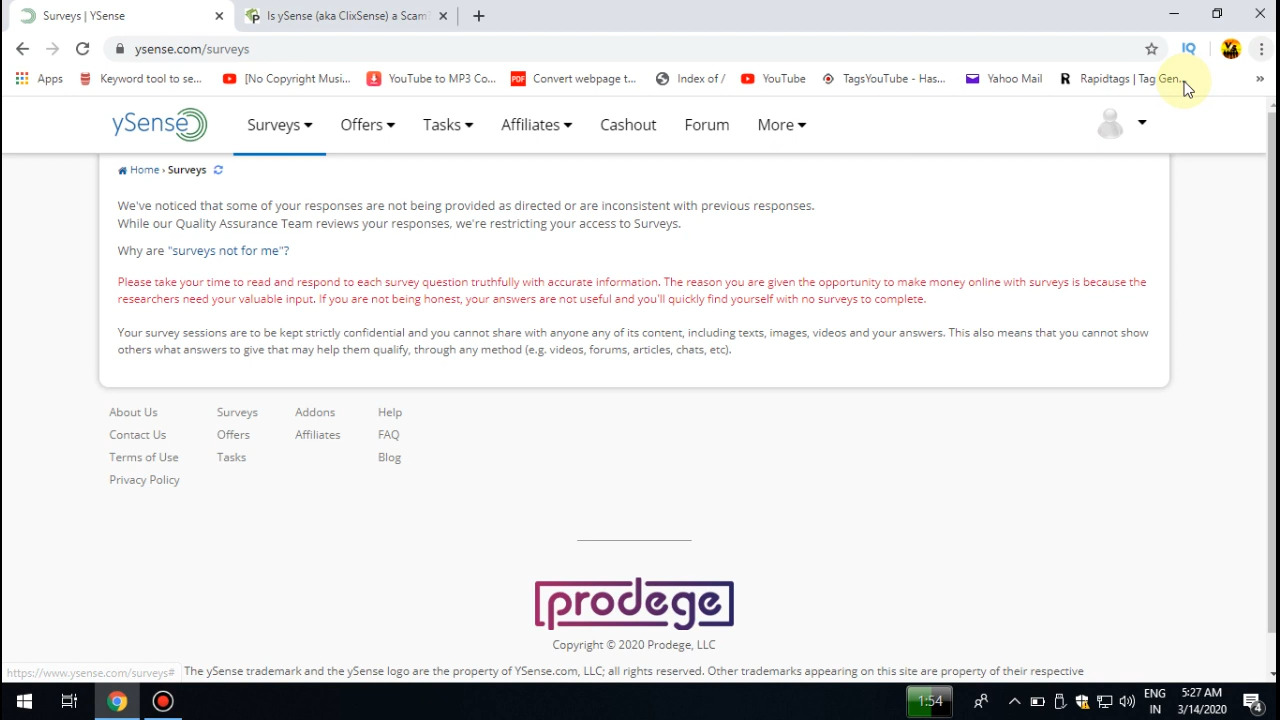 Surveys | YSense
Is ySense (aka ClixSense) a Scam
ysense.com/surveys
IQ
Apps
Keyword tool to se...
[No Copyright Musi...
YouTube to MP3 Co...
PDF
Convert webpage t...
Index of /
YouTube
TagsYouTube - Has...
Yahoo Mail
R
Rapidtags | Tag Gen...
»
ySense
Surveys
Offers
Tasks
Affiliates
Cashout
Forum
More
Home › Surveys
We've noticed that some of your responses are not being provided as directed or are inconsistent with previous responses.
While our Quality Assurance Team reviews your responses, we're restricting your access to Surveys.
Why are "surveys not for me"?
Please take your time to read and respond to each survey question truthfully with accurate information. The reason you are given the opportunity to make money online with surveys is because the
researchers need your valuable input. If you are not being honest, your answers are not useful and you'll quickly find yourself with no surveys to complete.
Your survey sessions are to be kept strictly confidential and you cannot share with anyone any of its content, including texts, images, videos and your answers. This also means that you cannot show
others what answers to give that may help them qualify, through any method (e.g. videos, forums, articles, chats, etc).
About Us
Surveys
Addons
Help
Contact Us
Offers
Affiliates
FAQ
Terms of Use
Tasks
Blog
Privacy Policy
prodege
Copyright © 2020 Prodege, LLC
https://www.ysense.com/surveys#
The ySense trademark and the ySense logo are the property of YSense.com, LLC; all rights reserved. Other trademarks appearing on this site are property of their respective
1:54
ENG
IN
5:27 AM
3/14/2020
4